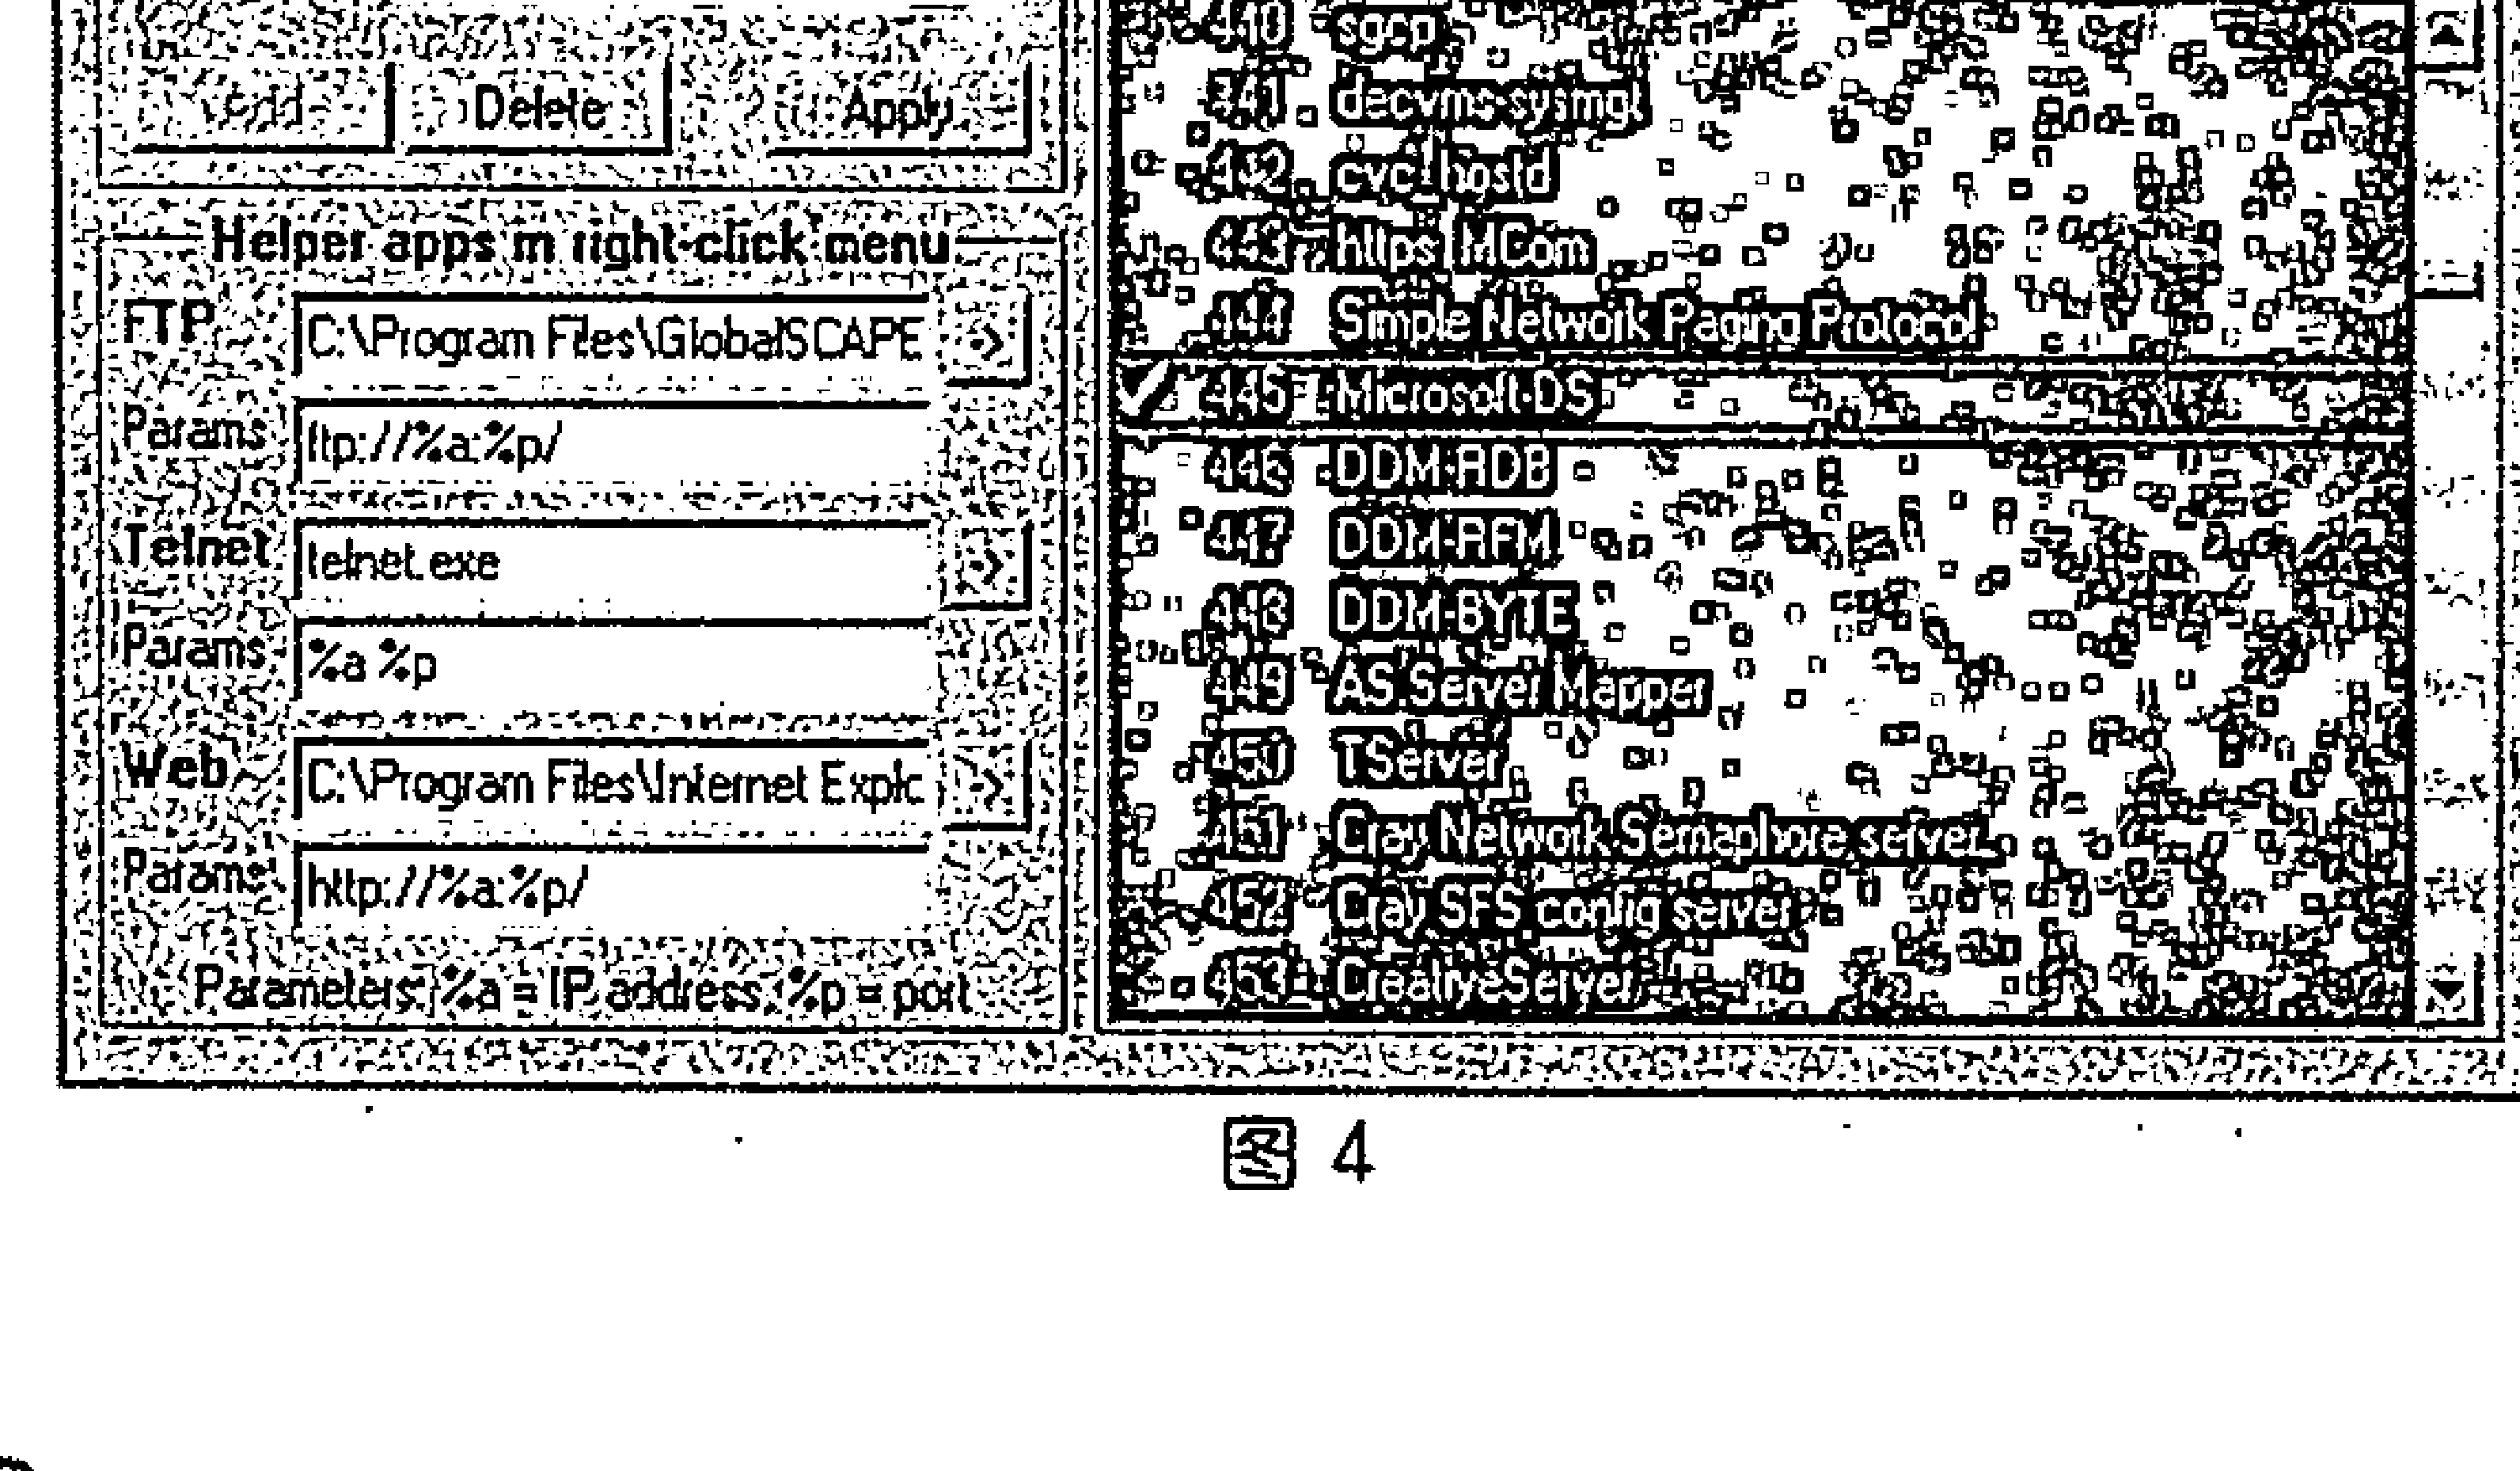 Add Delete Apply
Helper apps in right-click menu
FTP C:\Program Files\GlobalSCAPE ->
Params ftp://%a:%p/
Telnet telnet.exe ->
Params %a %p
Web C:\Program Files\Internet Explc ->
Params http://%a:%p/
Parameters: %a = IP address, %p = port
440 sgcp
441 decvms-sysmgt
442 cvc_hostd
443 https MCom
444 Simple Network Paging Protocol
445 Microsoft-DS
446 DDM-RDB
447 DDM-RFM
448 DDM-BYTE
449 AS Server Mapper
450 TServer
451 Cray Network Semaphore server
452 Cray SFS config server
453 CreativeServer
图 4